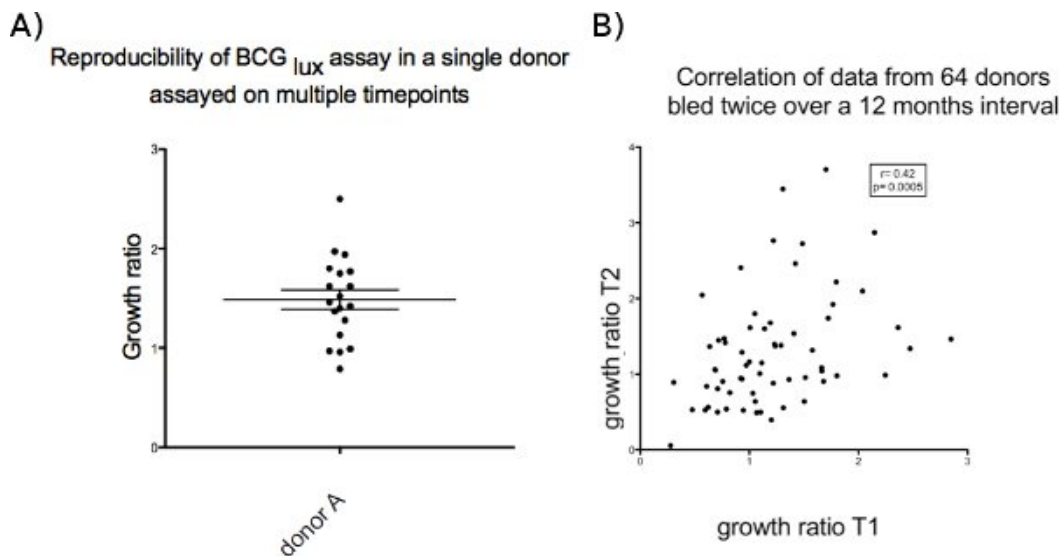 A)
Reproducibility of BCG lux assay in a single donor
assayed on multiple timepoints
3
2
1
0
Growth ratio
donor A
B)
Correlation of data from 64 donors
bled twice over a 12 months interval
4
3
2
1
0
growth ratio T2
r= 0.42
p= 0.0005
0 1 2 3
growth ratio T1